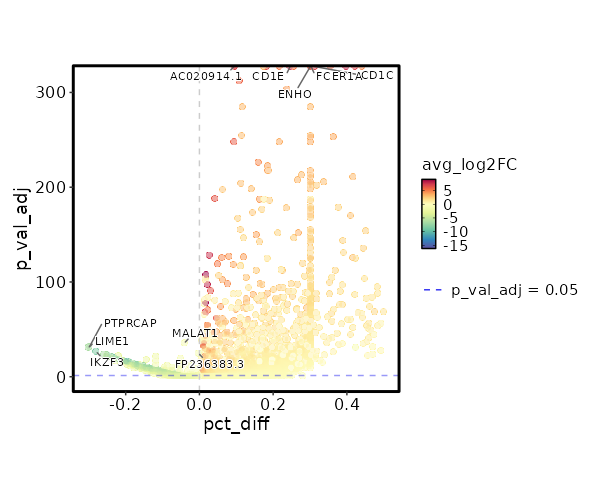 AC020914.1 CD1E FCER1A CD1C
ENHO
PTPRCAP
LIME1
IKZF3
MALAT1
FP236383.3
300
200
100
0
-0.2 0.0 0.2 0.4
pct_diff
p_val_adj
avg_log2FC
5
0
-5
-10
-15
p_val_adj = 0.05